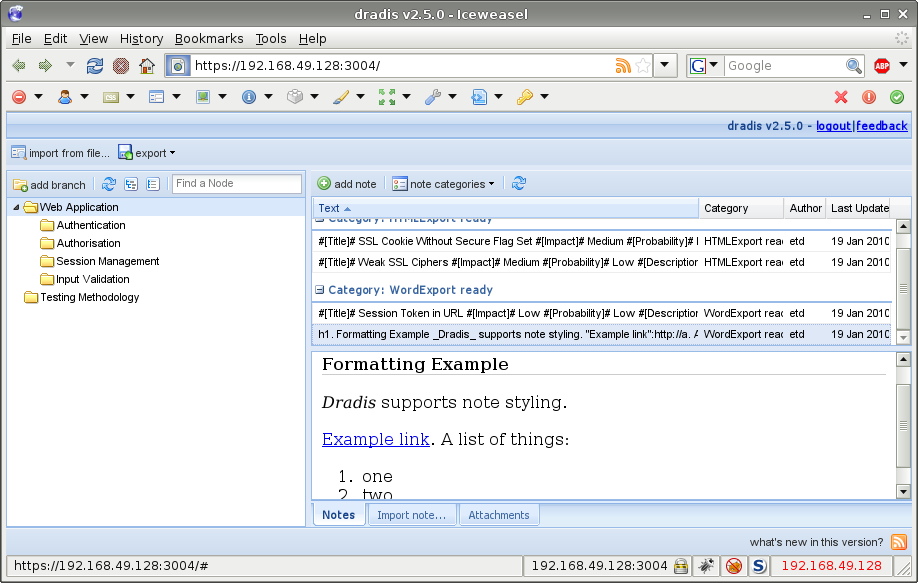 dradis v2.5.0 - Iceweasel
File Edit View History Bookmarks Tools Help
https://192.168.49.128:3004/
G
Google
ABP
dradis v2.5.0 - logout|feedback
import from file... export
add branch
Find a Node
add note note categories
Web Application
Authentication
Authorisation
Session Management
Input Validation
Testing Methodology
Text Category Author Last Update
Category: HTMLExport ready
#[Title]# SSL Cookie Without Secure Flag Set #[Impact]# Medium #[Probability]# HTMLExport read etd 19 Jan 2010
#[Title]# Weak SSL Ciphers #[Impact]# Medium #[Probability]# Low #[Description HTMLExport read etd 19 Jan 2010
Category: WordExport ready
#[Title]# Session Token in URL #[Impact]# Low #[Probability]# Low #[Description WordExport read etd 19 Jan 2010
h1. Formatting Example _Dradis_ supports note styling. "Example link":http://a. A WordExport read etd 19 Jan 2010
Formatting Example
Dradis supports note styling.
Example link. A list of things:
1. one
2. two
Notes Import note... Attachments
what's new in this version?
https://192.168.49.128:3004/# 192.168.49.128:3004 S 192.168.49.128